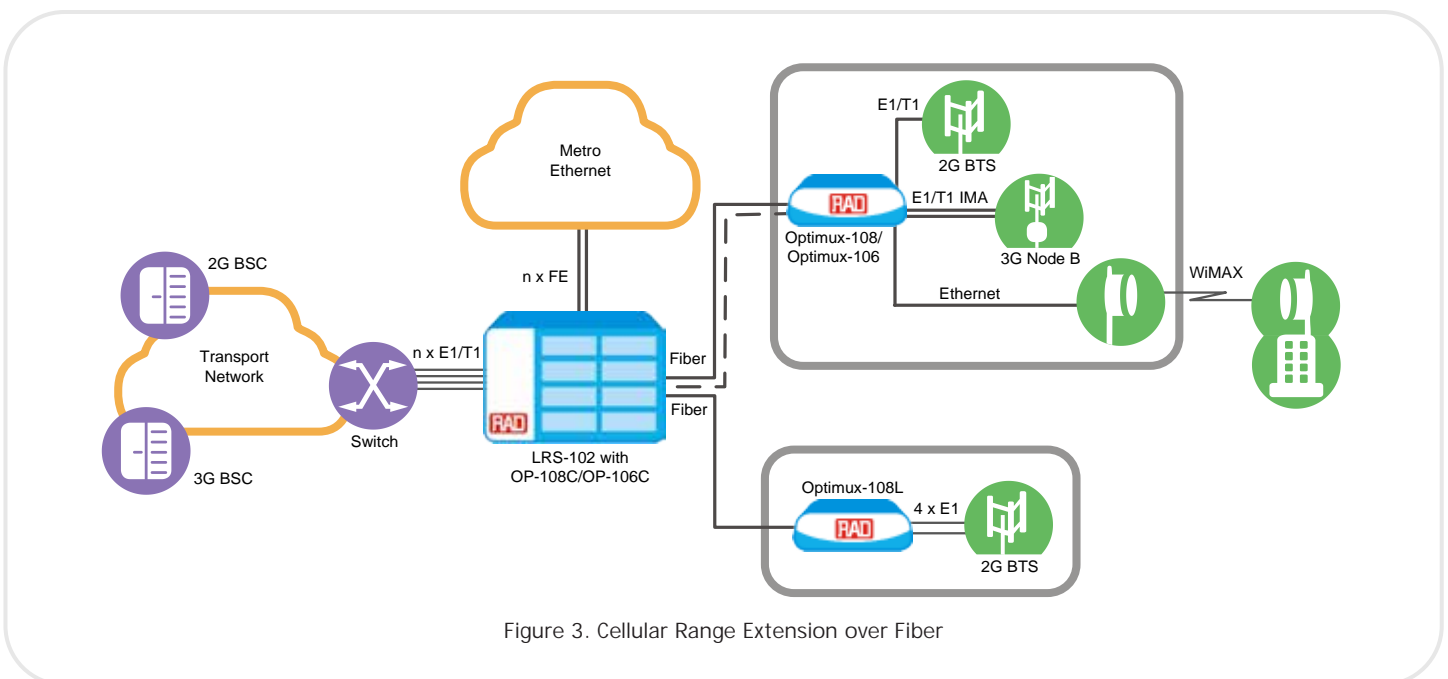 Metro
Ethernet
n x FE
2G BSC
Transport
Network
3G BSC
Switch
n x E1/T1
RAD
LRS-102 with
OP-108C/OP-106C
Fiber
Fiber
E1/T1
2G BTS
RAD
E1/T1 IMA
Optimux-108/
Optimux-106
3G Node B
Ethernet
WiMAX
Optimux-108L
RAD
4 x E1
2G BTS
Figure 3. Cellular Range Extension over Fiber